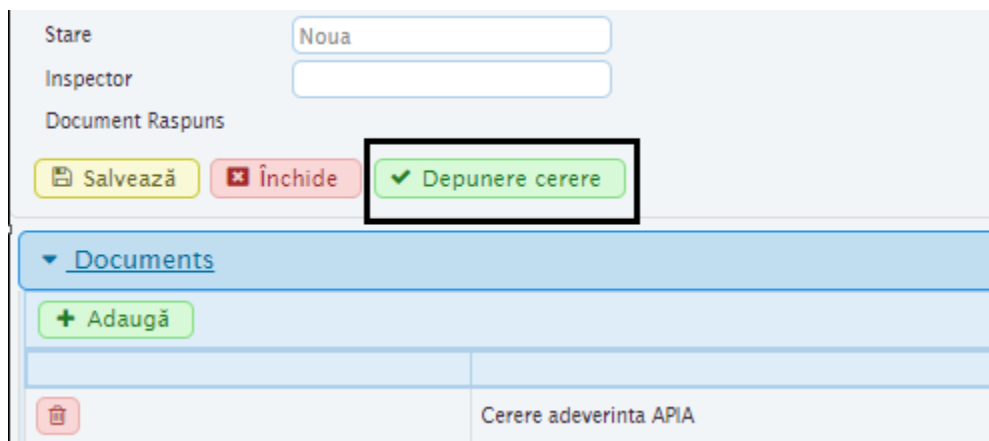 Stare Noua
Inspector
Document Raspuns
Salvează Închide Depunere cerere
Documents
Adaugă
Cerere adeverinta APIA